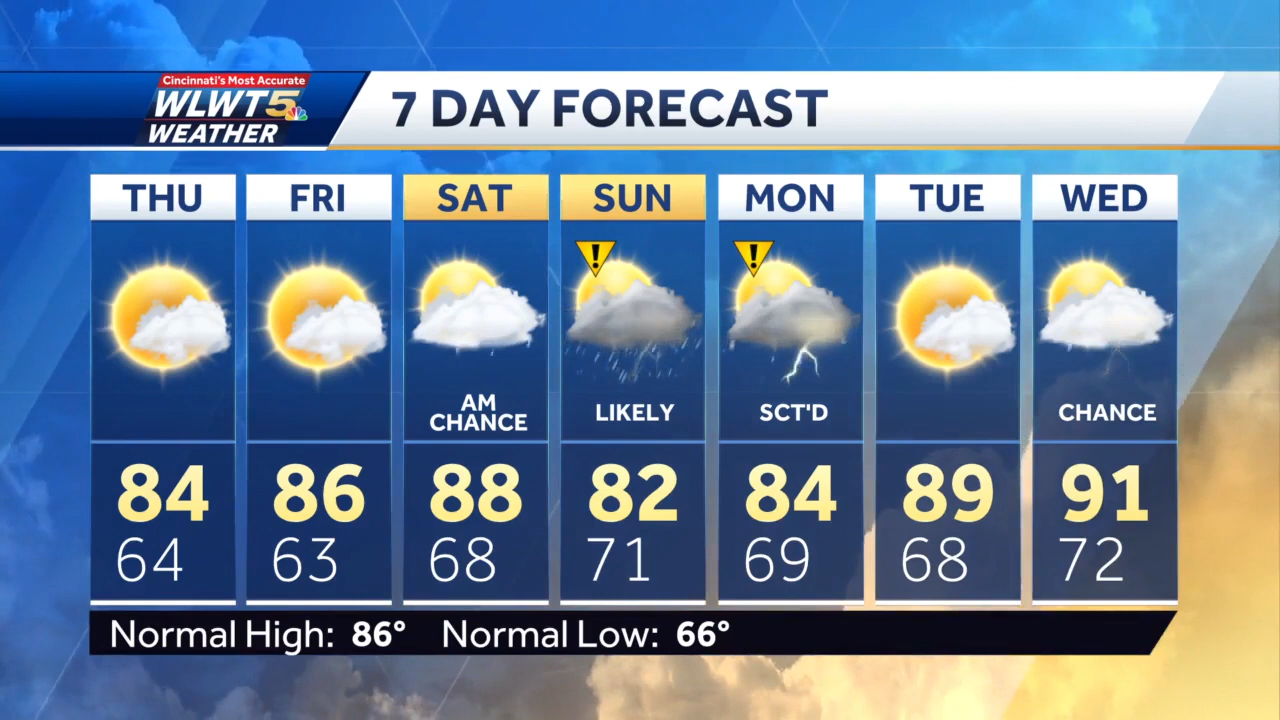 Cincinnati's Most Accurate
WLWT5
WEATHER
7 DAY FORECAST
THU FRI SAT SUN MON TUE WED
! !
AM CHANCE LIKELY SCT'D CHANCE
84 86 88 82 84 89 91
64 63 68 71 69 68 72
Normal High: 86° Normal Low: 66°